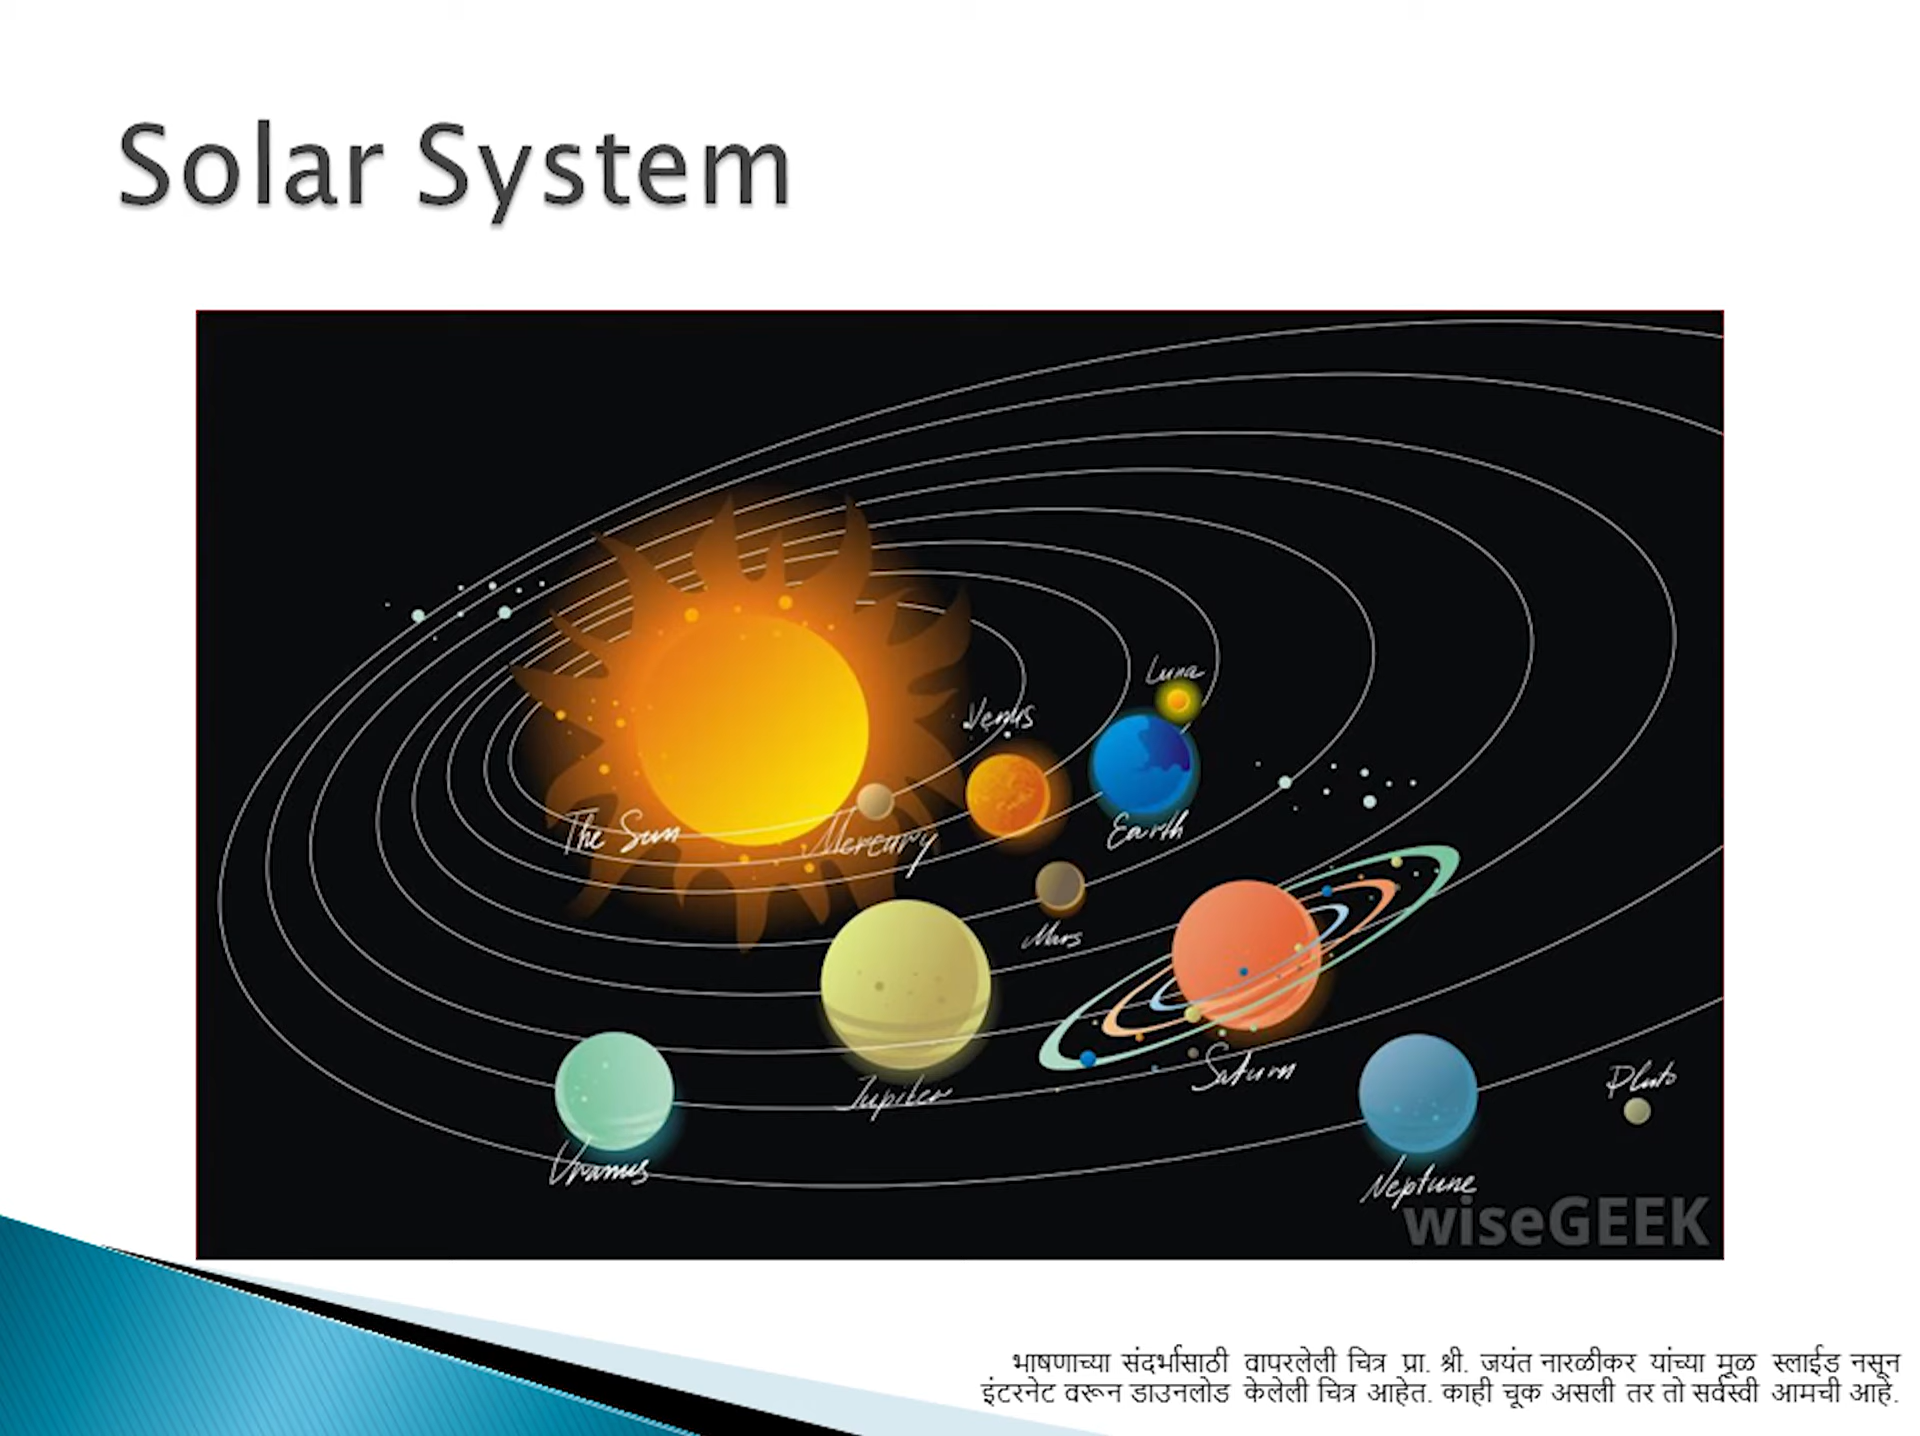 Solar System
Luna
Venus
The Sun
Mercury
Earth
Mars
Jupiter
Saturn
Pluto
Uranus
Neptune
wiseGEEK
भाषणाच्या संदर्भासाठी वापरलेली चित्र प्रा. श्री. जयंत नारळीकर यांच्या मूळ स्लाईड नसून
इंटरनेट वरून डाउनलोड केलेली चित्र आहेत. काही चूक असली तर तो सर्वस्वी आमची आहे.